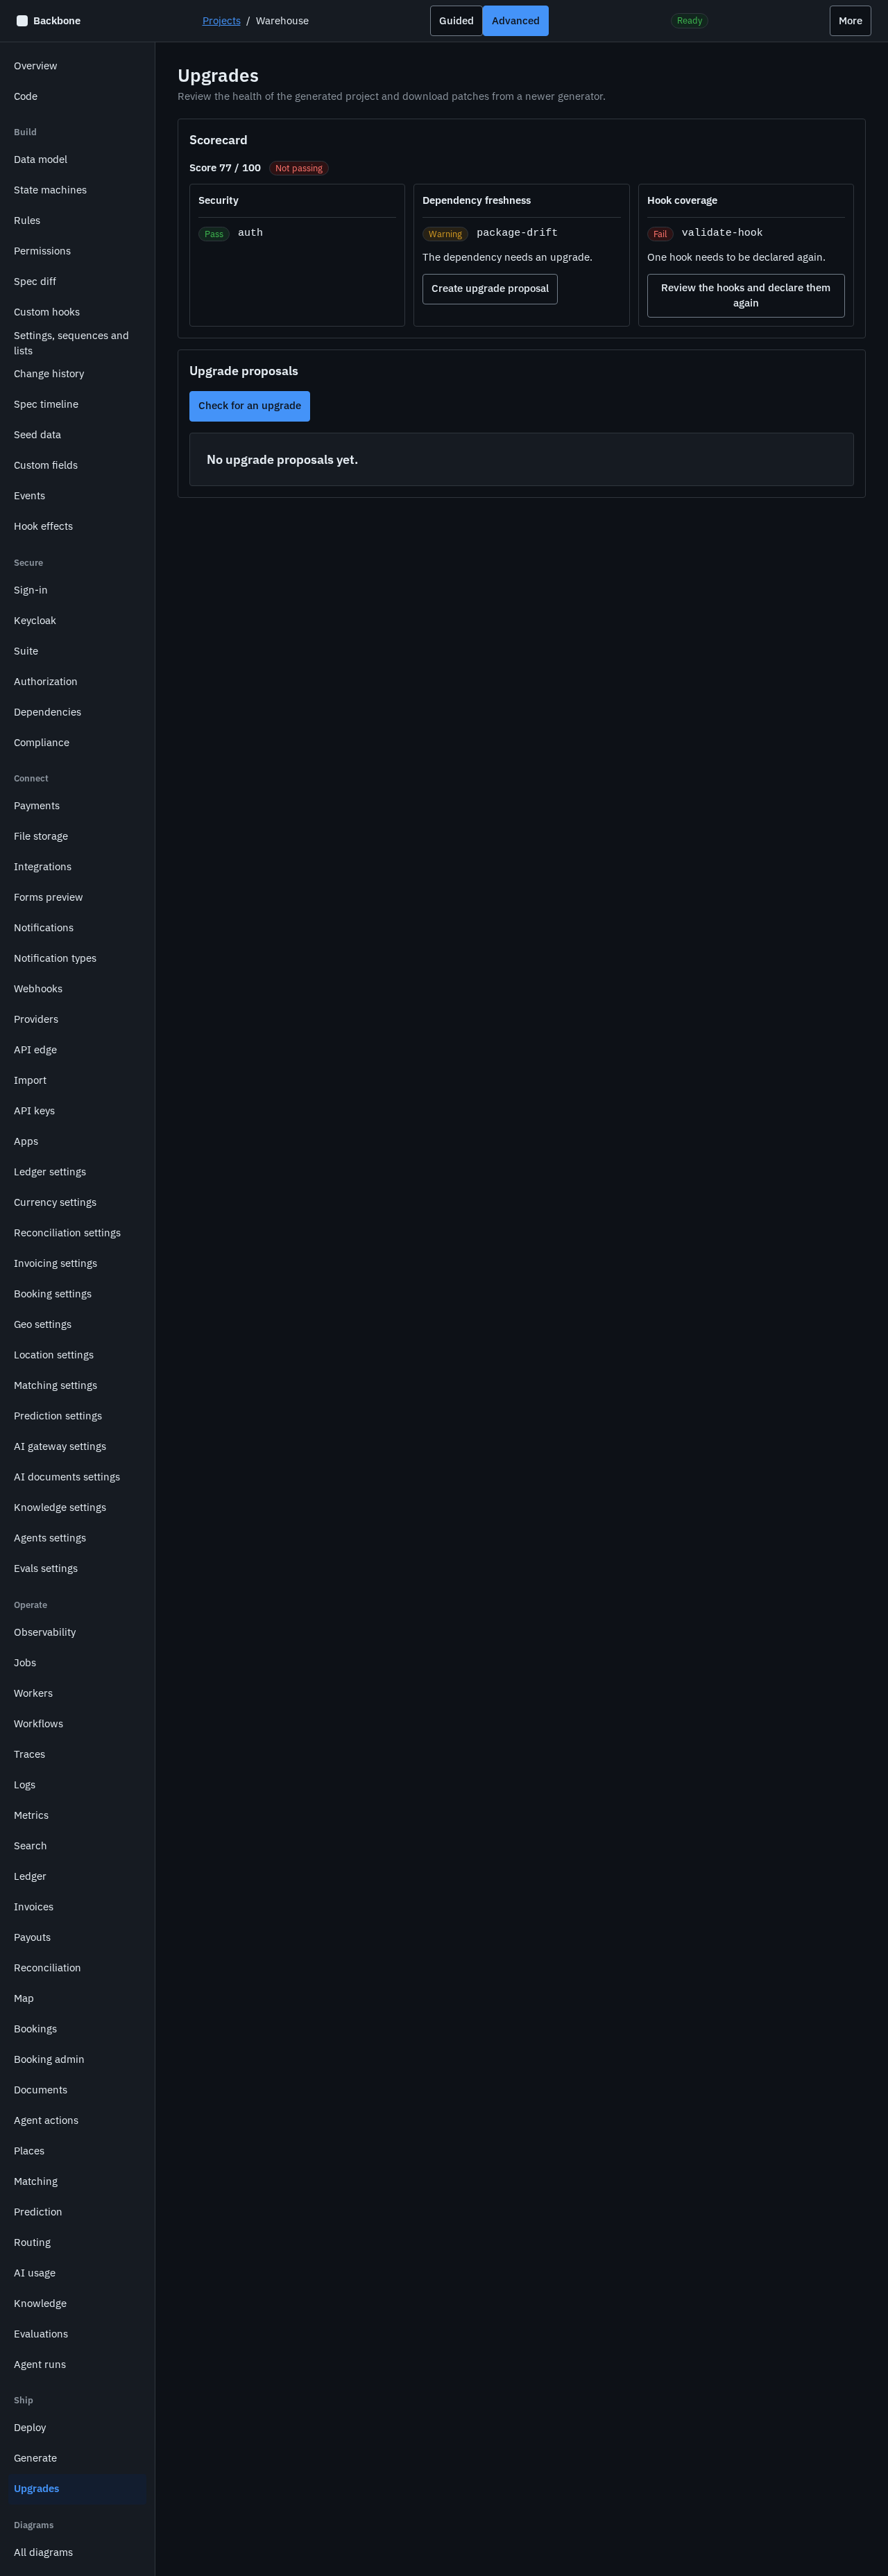 Backbone
Projects / Warehouse
Guided
Advanced
Ready
More
Overview
Code
Build
Data model
State machines
Rules
Permissions
Spec diff
Custom hooks
Settings, sequences and
lists
Change history
Spec timeline
Seed data
Custom fields
Events
Hook effects
Secure
Sign-in
Keycloak
Suite
Authorization
Dependencies
Compliance
Connect
Payments
File storage
Integrations
Forms preview
Notifications
Notification types
Webhooks
Providers
API edge
Import
API keys
Apps
Ledger settings
Currency settings
Reconciliation settings
Invoicing settings
Booking settings
Geo settings
Location settings
Matching settings
Prediction settings
AI gateway settings
AI documents settings
Knowledge settings
Agents settings
Evals settings
Operate
Observability
Jobs
Workers
Workflows
Traces
Logs
Metrics
Search
Ledger
Invoices
Payouts
Reconciliation
Map
Bookings
Booking admin
Documents
Agent actions
Places
Matching
Prediction
Routing
AI usage
Knowledge
Evaluations
Agent runs
Ship
Deploy
Generate
Upgrades
Diagrams
All diagrams
Upgrades
Review the health of the generated project and download patches from a newer generator.
Scorecard
Score 77 / 100 Not passing
Security
Pass auth
Dependency freshness
Warning package-drift
The dependency needs an upgrade.
Create upgrade proposal
Hook coverage
Fail validate-hook
One hook needs to be declared again.
Review the hooks and declare them
again
Upgrade proposals
Check for an upgrade
No upgrade proposals yet.